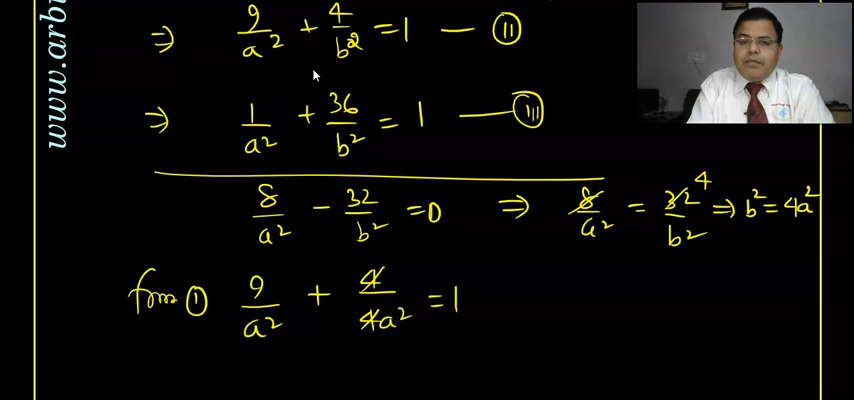 www.arbi
⇒ 9/a² + 4/b² = 1 — (II)
⇒ 1/a² + 36/b² = 1 — (III)
8/a² − 32/b² = 0 ⇒ 8/a² = 32/b² 4 ⇒ b² = 4a²
from (1) 9/a² + 4/4a² = 1